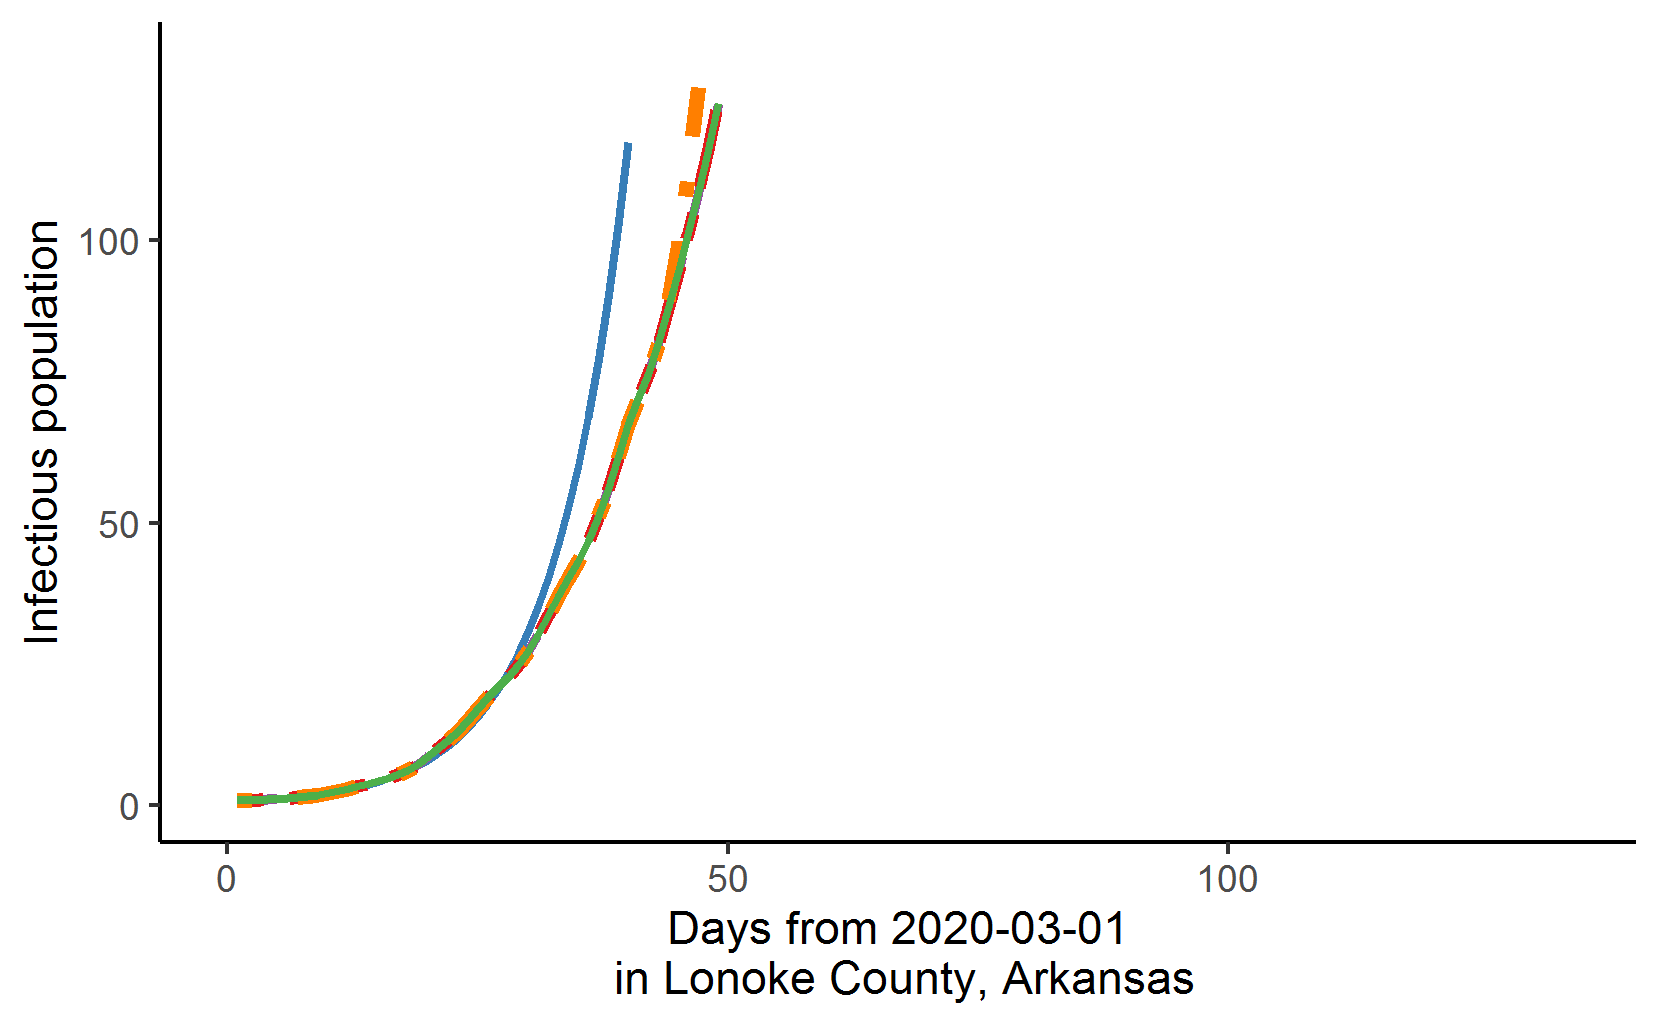 Infectious population
100
50
0
0
50
100
Days from 2020-03-01
in Lonoke County, Arkansas